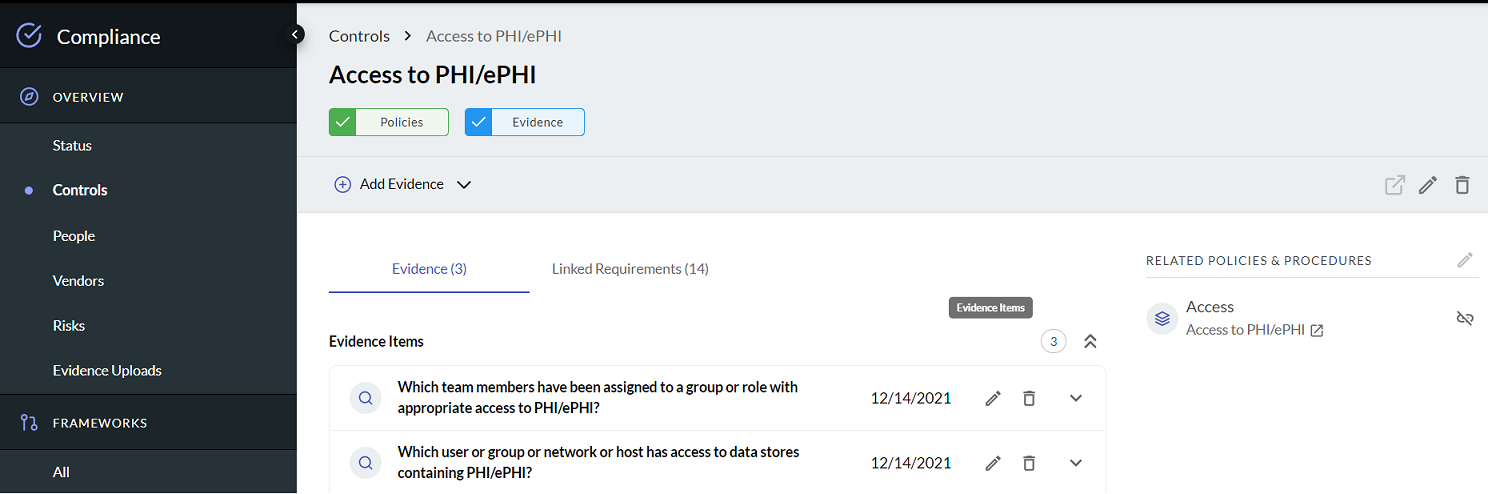 Compliance
OVERVIEW
Status
Controls
People
Vendors
Risks
Evidence Uploads
FRAMEWORKS
All
Controls > Access to PHI/ePHI
Access to PHI/ePHI
Policies
Evidence
Add Evidence
Evidence (3)
Linked Requirements (14)
Evidence Items
Evidence Items
3
Which team members have been assigned to a group or role with
appropriate access to PHI/ePHI?
12/14/2021
Which user or group or network or host has access to data stores
containing PHI/ePHI?
12/14/2021
RELATED POLICIES & PROCEDURES
Access
Access to PHI/ePHI